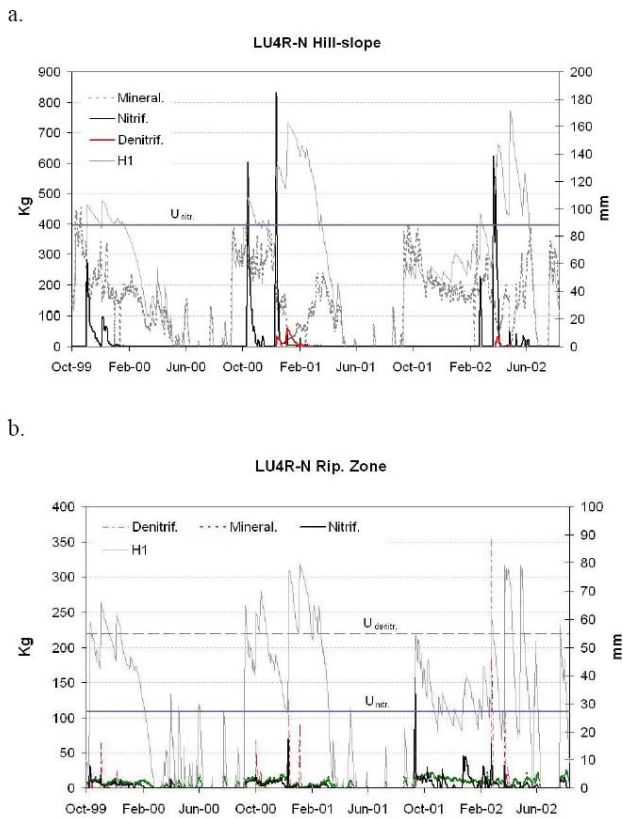 a.
LU4R-N Hill-slope
900
800
700
600
500
400
300
200
100
0
Kg
200
180
160
140
120
100
80
60
40
20
0
mm
Mineral.
Nitrif.
Denitrif.
H1
U nitr.
Oct-99 Feb-00 Jun-00 Oct-00 Feb-01 Jun-01 Oct-01 Feb-02 Jun-02
b.
LU4R-N Rip. Zone
400
350
300
250
200
150
100
50
0
Kg
100
90
80
70
60
50
40
30
20
10
0
mm
Denitrif. Mineral. Nitrif.
H1
U denitr.
U nitr.
Oct-99 Feb-00 Jun-00 Oct-00 Feb-01 Jun-01 Oct-01 Feb-02 Jun-02